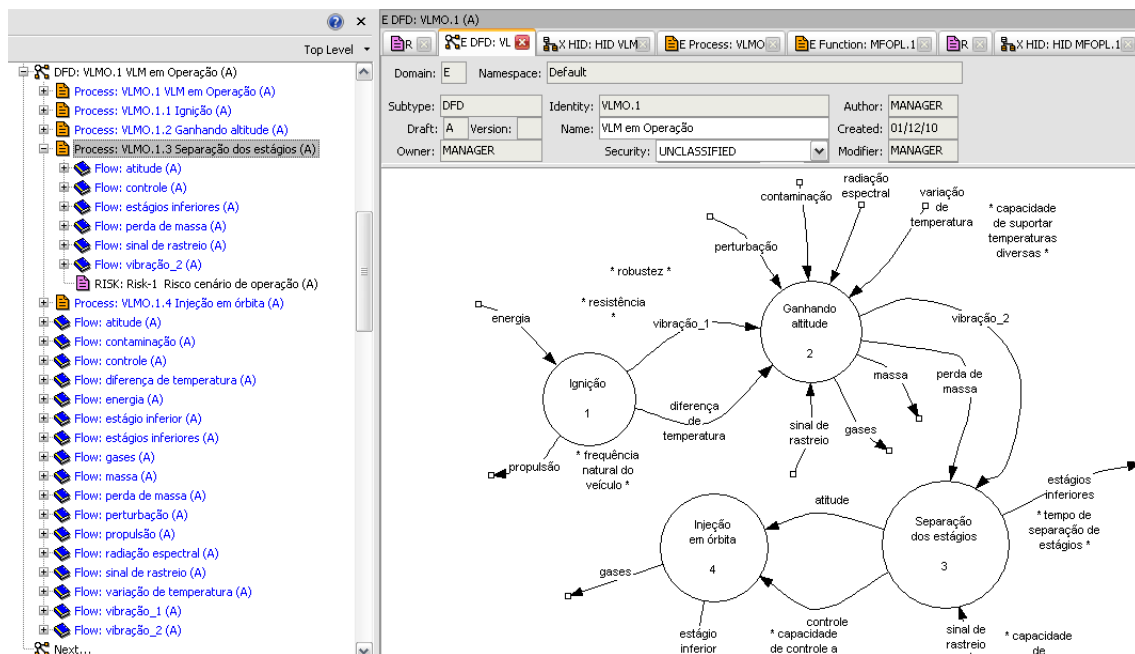 Top Level
DFD: VLMO.1 VLM em Operação (A)
Process: VLMO.1 VLM em Operação (A)
Process: VLMO.1.1 Ignição (A)
Process: VLMO.1.2 Ganhando altitude (A)
Process: VLMO.1.3 Separação dos estágios (A)
Flow: atitude (A)
Flow: controle (A)
Flow: estágios inferiores (A)
Flow: perda de massa (A)
Flow: sinal de rastreio (A)
Flow: vibração_2 (A)
RISK: Risk-1 Risco cenário de operação (A)
Process: VLMO.1.4 Injeção em órbita (A)
Flow: atitude (A)
Flow: contaminação (A)
Flow: controle (A)
Flow: diferença de temperatura (A)
Flow: energia (A)
Flow: estágio inferior (A)
Flow: estágios inferiores (A)
Flow: gases (A)
Flow: massa (A)
Flow: perda de massa (A)
Flow: perturbação (A)
Flow: propulsão (A)
Flow: radiação espectral (A)
Flow: sinal de rastreio (A)
Flow: variação de temperatura (A)
Flow: vibração_1 (A)
Flow: vibração_2 (A)
Next...
E DFD: VLMO.1 (A)
R
E DFD: VL
X HID: HID VLM
E Process: VLMO
E Function: MFOPL.1
R
X HID: HID MFOPL.1
Domain: E Namespace: Default
Subtype: DFD Identity: VLMO.1 Author: MANAGER
Draft: A Version: Name: VLM em Operação Created: 01/12/10
Owner: MANAGER Security: UNCLASSIFIED Modifier: MANAGER
contaminação
radiação
espectral
variação
de
temperatura
* capacidade
de suportar
temperaturas
diversas *
perturbação
* robustez *
* resistência
*
energia
vibração_1
Ganhando
altitude
2
vibração_2
Ignição
1
massa
perda de
massa
diferença
de
temperatura
sinal de
rastreio
gases
propulsão
* frequência
natural do
veículo *
estágios
inferiores
atitude
* tempo de
separação de
estágios *
Injeção
em órbita
4
Separação
dos estágios
3
gases
controle
estágio
inferior
* capacidade
de controle a
sinal de
rastreio
* capacidade
de